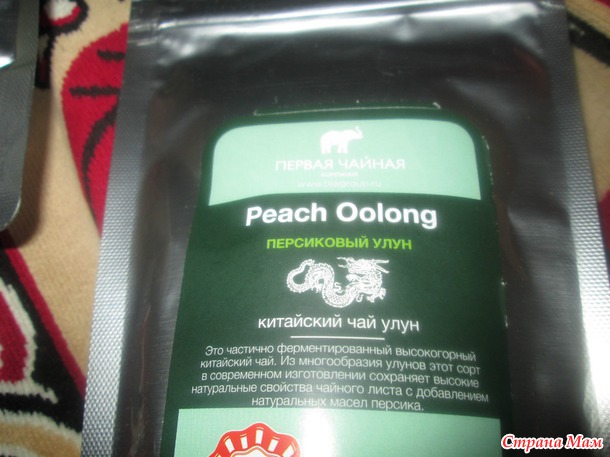 ПЕРВАЯ ЧАЙНАЯ
КОМПАНИЯ
Peach Oolong
ПЕРСИКОВЫЙ УЛУН
китайский чай улун
Это частично ферментированный высокогорный
китайский чай. Из многообразия улунов этот сорт
в современном изготовлении сохраняет высокие
натуральные свойства чайного листа с добавлением
натуральных масел персика.
Страна Мам